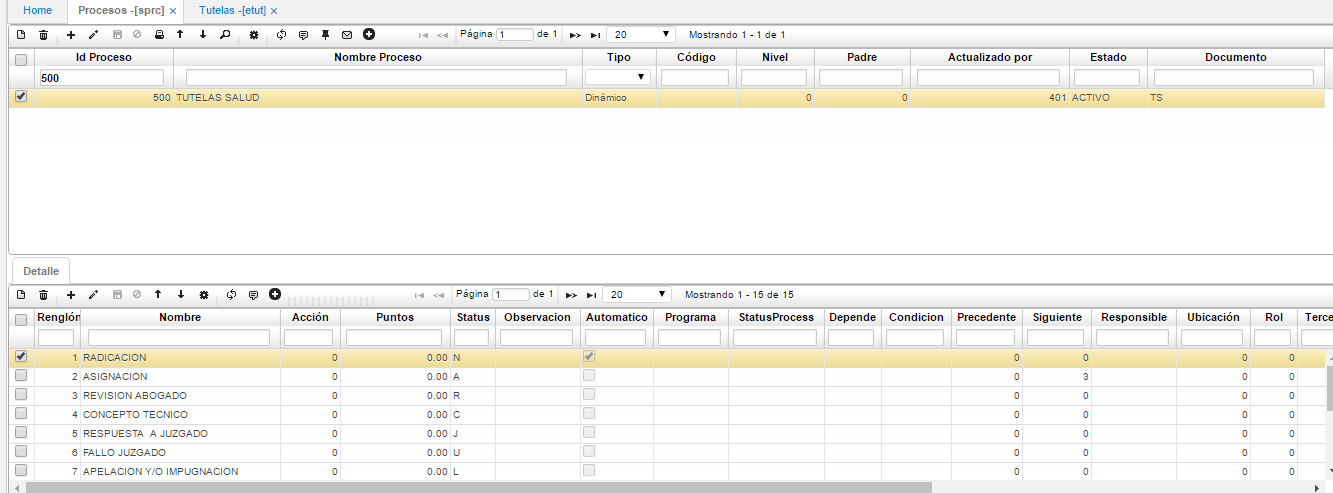 Home Procesos -[sprc] × Tutelas -[etut] ×
Página 1 de 1 20 Mostrando 1 - 1 de 1
Id Proceso Nombre Proceso Tipo Código Nivel Padre Actualizado por Estado Documento
500
500 TUTELAS SALUD Dinámico 0 0 401 ACTIVO TS
Detalle
Página 1 de 1 20 Mostrando 1 - 15 de 15
Renglón Nombre Acción Puntos Status Observacion Automatico Programa StatusProcess Depende Condicion Precedente Siguiente Responsible Ubicación Rol Terce
1 RADICACION 0 0.00 N 0 0 0 0
2 ASIGNACION 0 0.00 A 0 3 0 0
3 REVISION ABOGADO 0 0.00 R 0 0 0 0
4 CONCEPTO TECNICO 0 0.00 C 0 0 0 0
5 RESPUESTA A JUZGADO 0 0.00 J 0 0 0 0
6 FALLO JUZGADO 0 0.00 U 0 0 0 0
7 APELACION Y/O IMPUGNACION 0 0.00 L 0 0 0 0